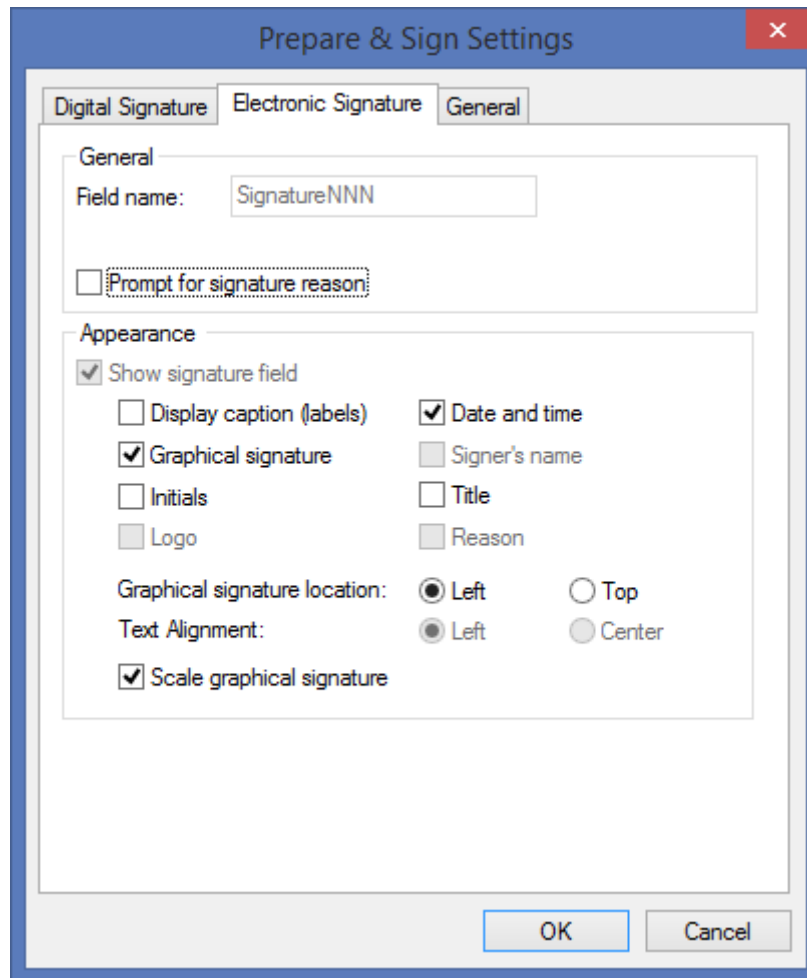 Prepare & Sign Settings
Digital Signature Electronic Signature General
General
Field name: SignatureNNN
Prompt for signature reason
Appearance
Show signature field
Display caption (labels) Date and time
Graphical signature Signer's name
Initials Title
Logo Reason
Graphical signature location: Left Top
Text Alignment: Left Center
Scale graphical signature
OK Cancel